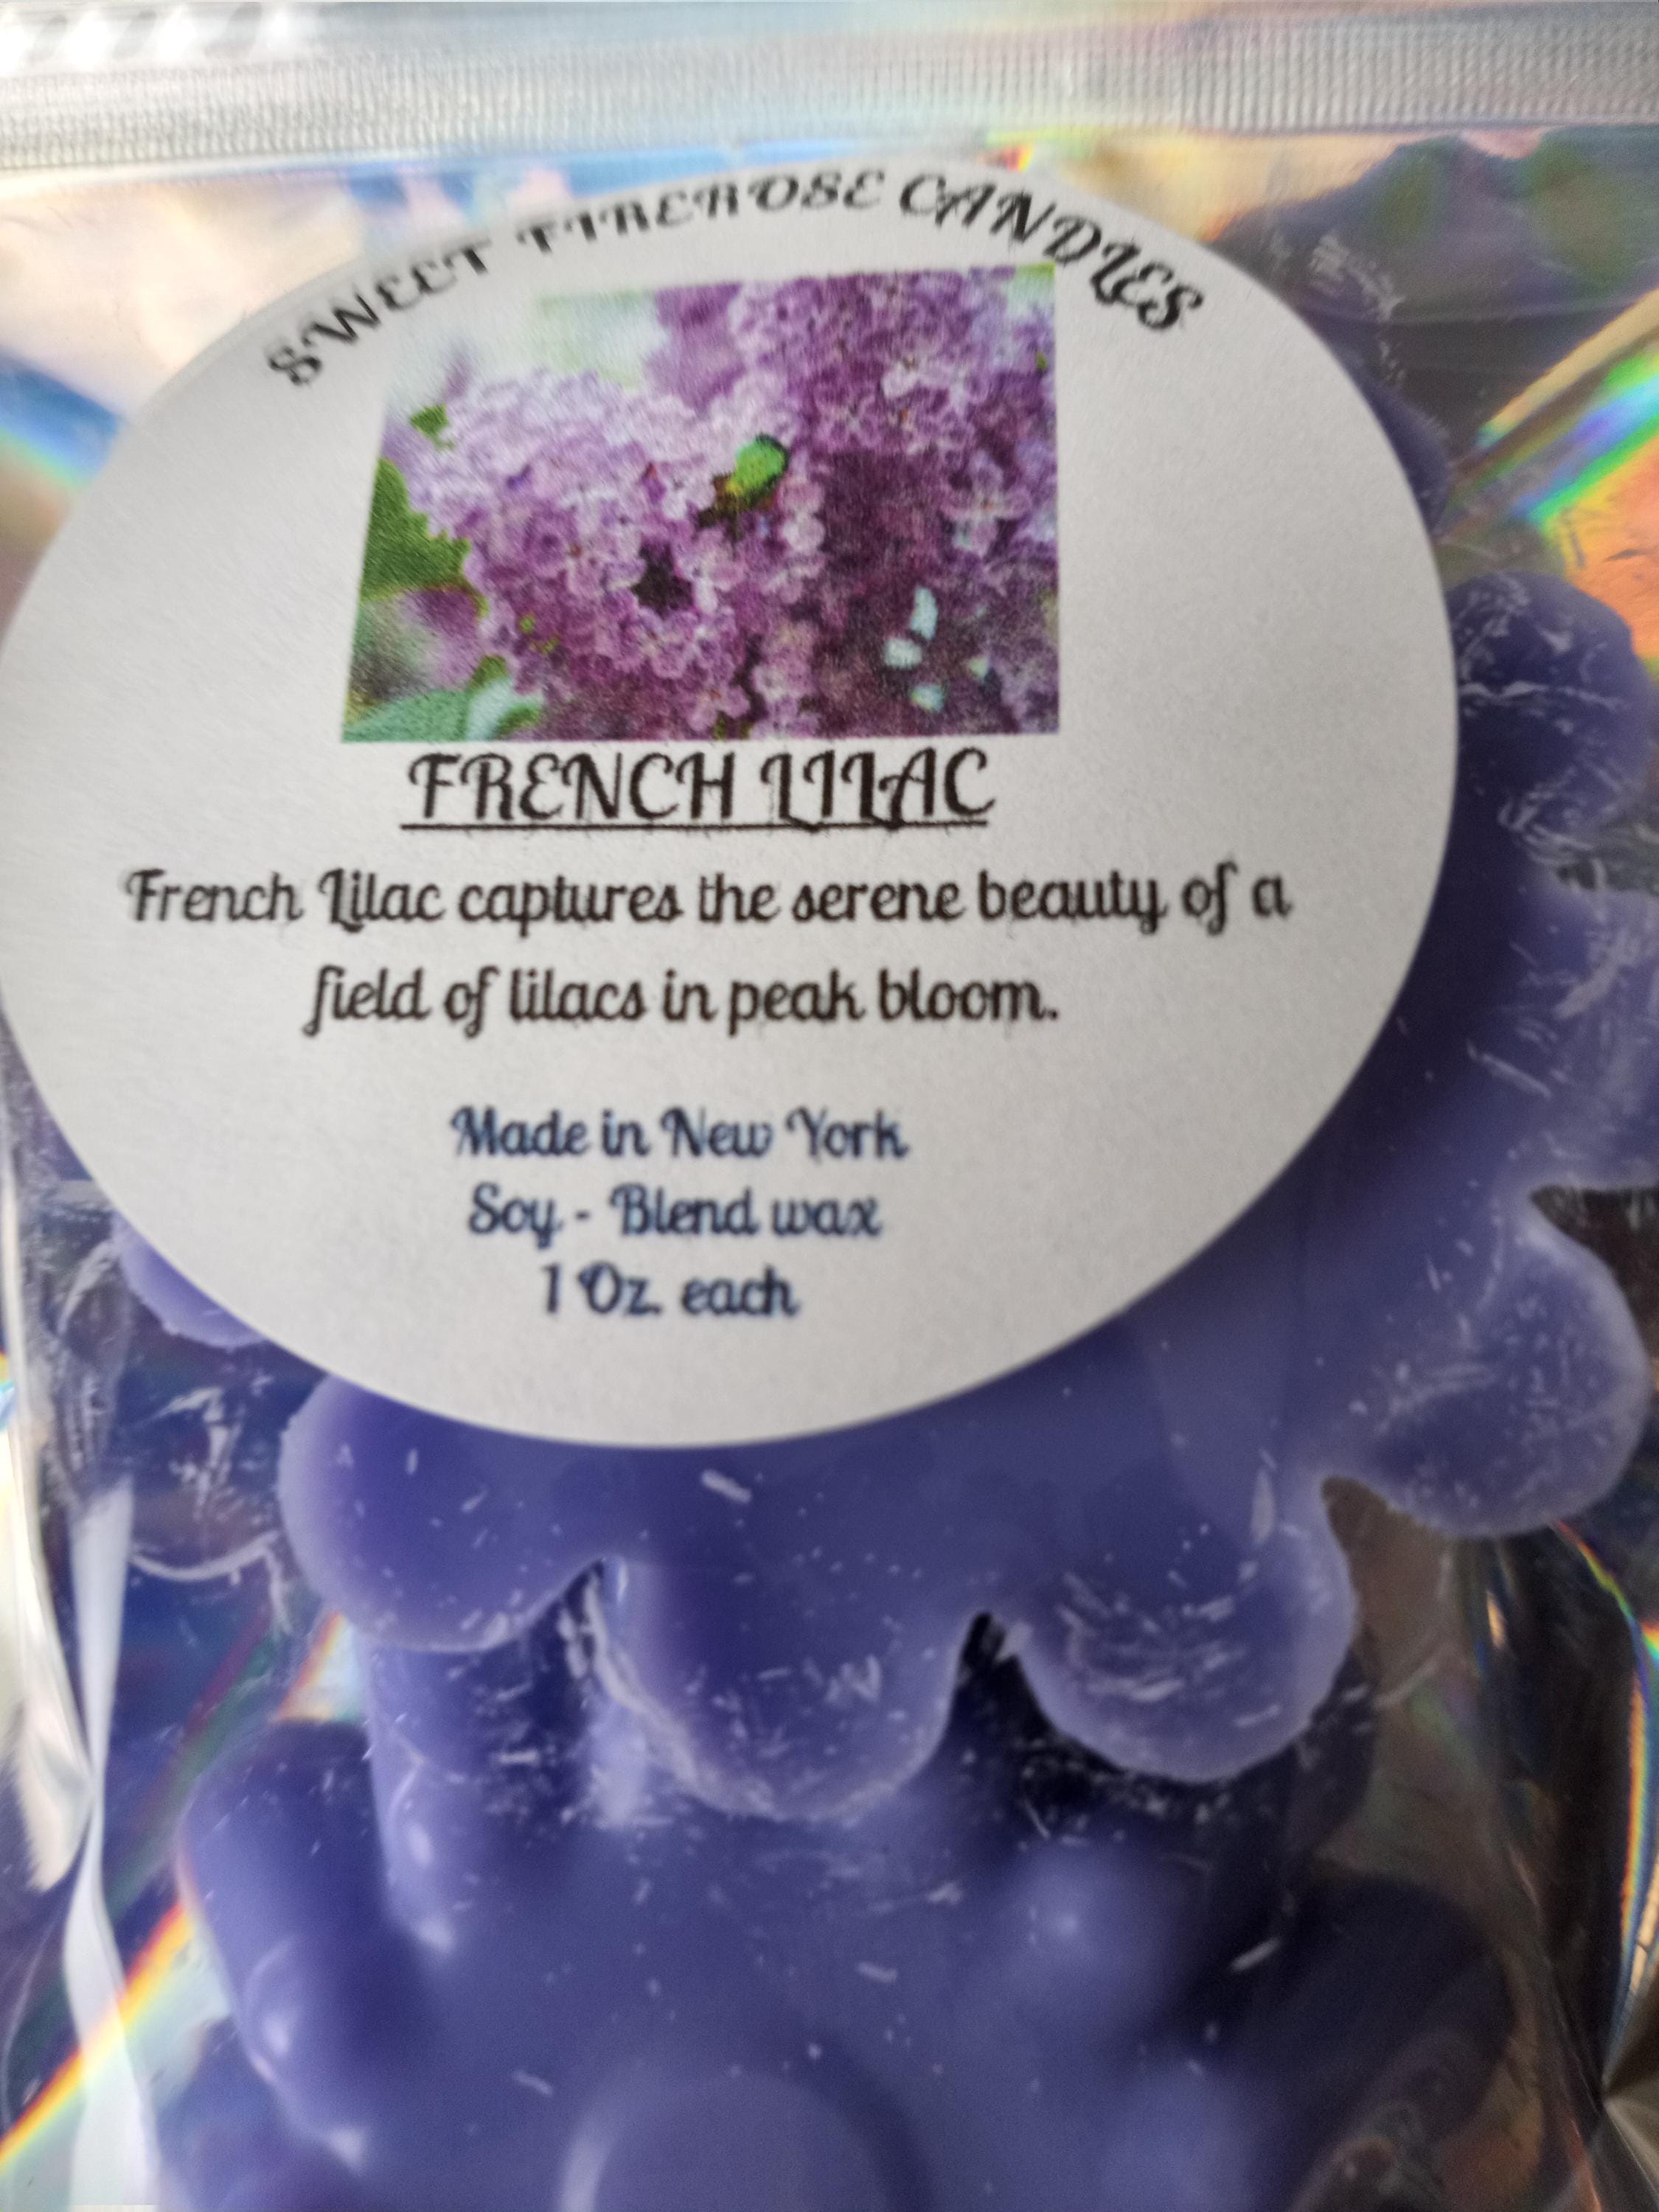 SWEET FIREROSE CANDLES
FRENCH LILAC
French Lilac captures the serene beauty of a
field of lilacs in peak bloom.
Made in New York
Soy - Blend wax
1 Oz. each